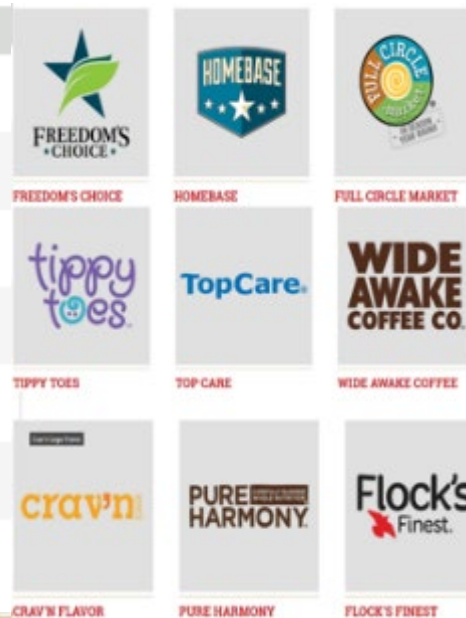 FREEDOM'S
CHOICE
HOMEBASE
FULL CIRCLE
market
FREEDOM'S CHOICE
HOMEBASE
FULL CIRCLE MARKET
tippy
toes
TopCare
WIDE
AWAKE
COFFEE CO.
TIPPY TOES
TOP CARE
WIDE AWAKE COFFEE
crav'n
PURE
HARMONY
Flock's
Finest.
CRAV'N FLAVOR
PURE HARMONY
FLOCK'S FINEST